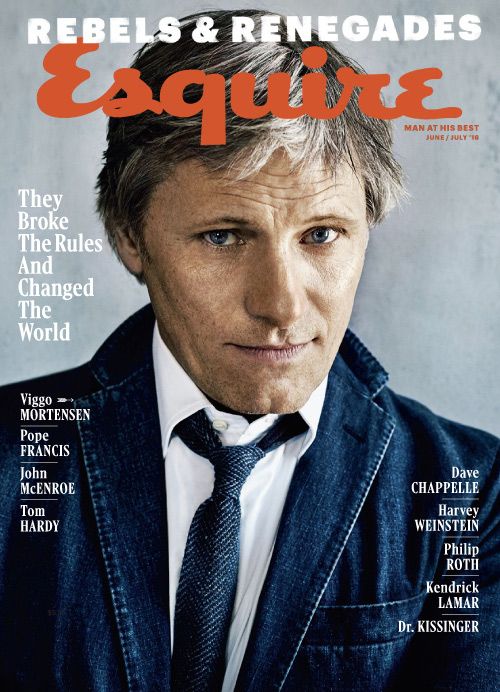 REBELS & RENEGADES
Esquire
MAN AT HIS BEST
JUNE / JULY '16
They
Broke
The Rules
And
Changed
The
World
Viggo ➳
MORTENSEN
Pope
FRANCIS
John
McENROE
Tom
HARDY
Dave
CHAPPELLE
Harvey
WEINSTEIN
Philip
ROTH
Kendrick
LAMAR
Dr. KISSINGER